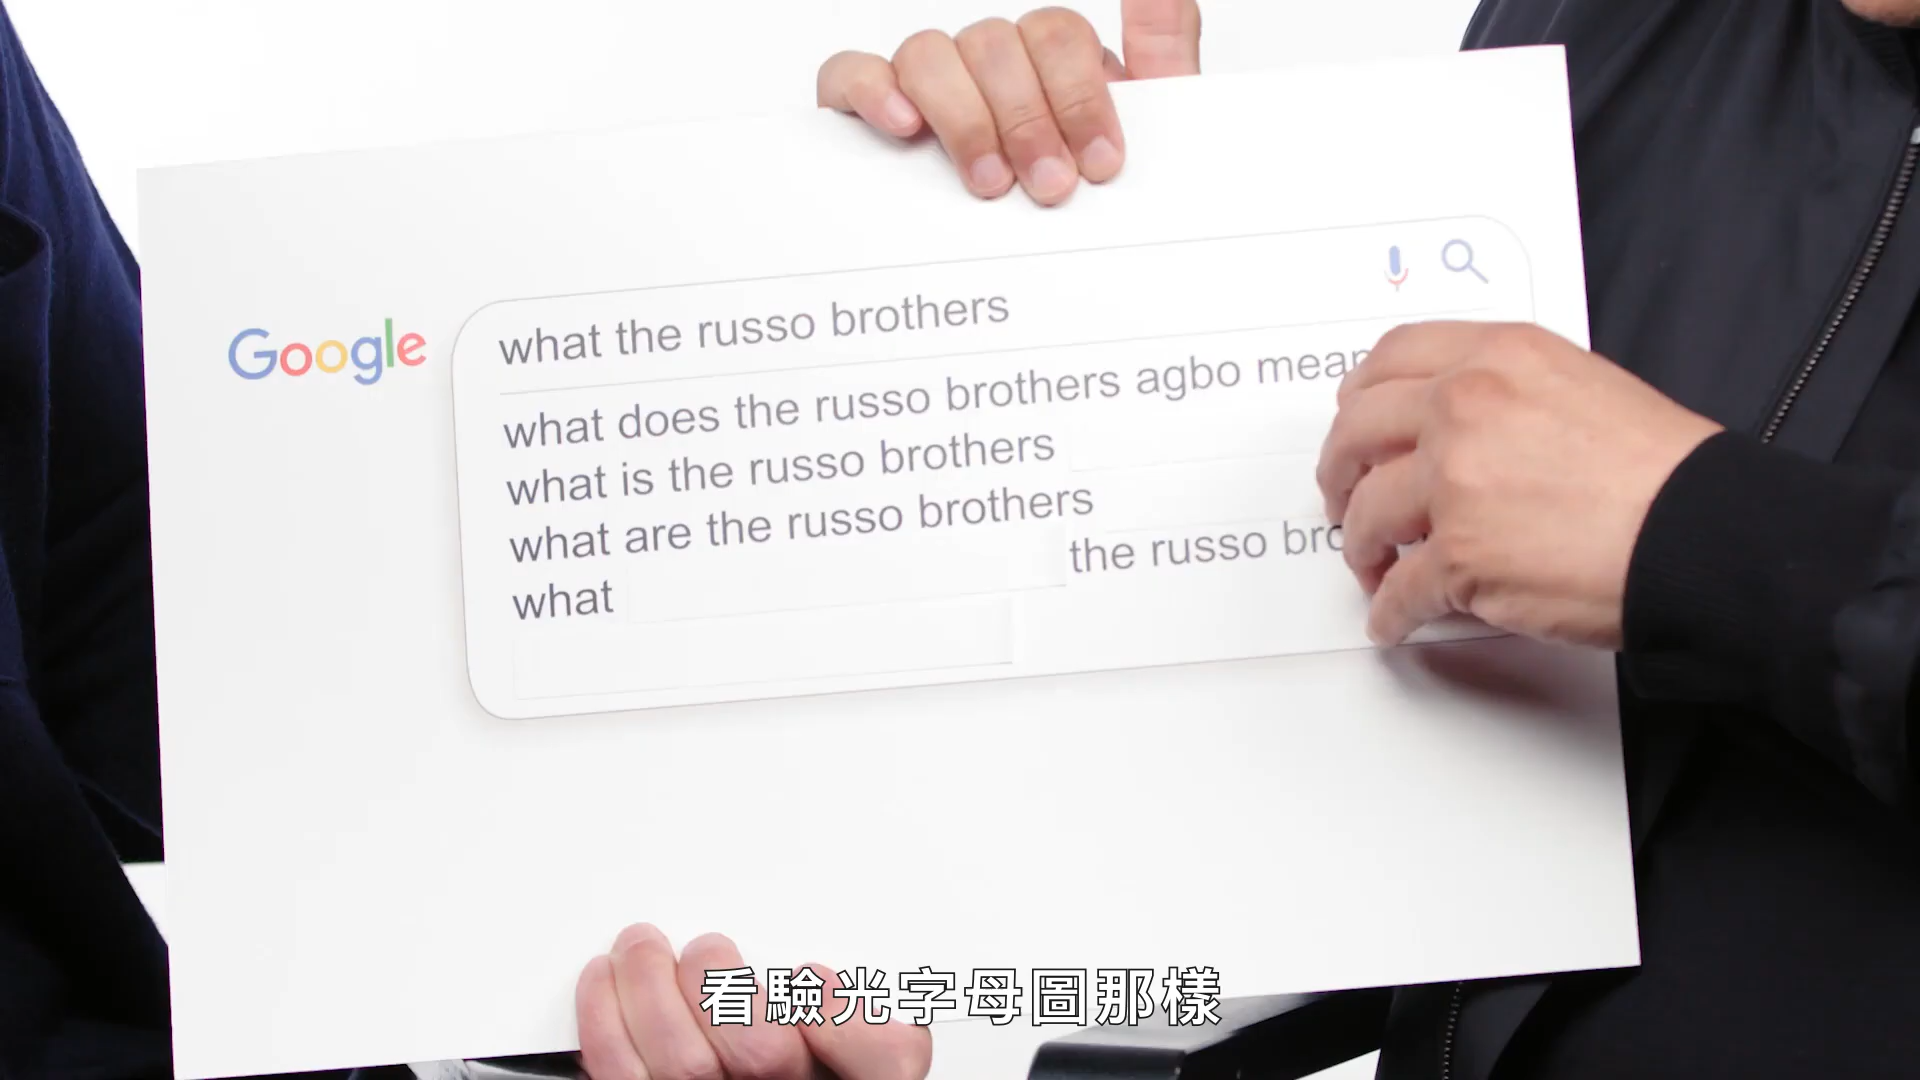 Google
what the russo brothers
what does the russo brothers agbo mean
what is the russo brothers
what are the russo brothers
what the russo bro
看驗光字母圖那樣